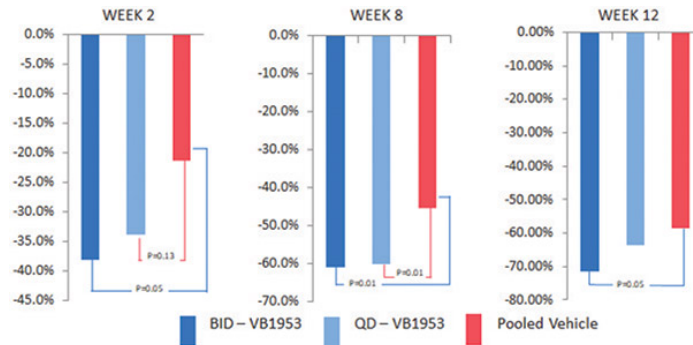 WEEK 2
0.0%
-5.0%
-10.0%
-15.0%
-20.0%
-25.0%
-30.0%
-35.0%
-40.0%
-45.0%
P=0.13
P=0.05
WEEK 8
0.0%
-10.0%
-20.0%
-30.0%
-40.0%
-50.0%
-60.0%
-70.0%
P=0.01
P=0.01
WEEK 12
0.00%
-10.00%
-20.00%
-30.00%
-40.00%
-50.00%
-60.00%
-70.00%
-80.00%
P=0.05
BID – VB1953
QD – VB1953
Pooled Vehicle